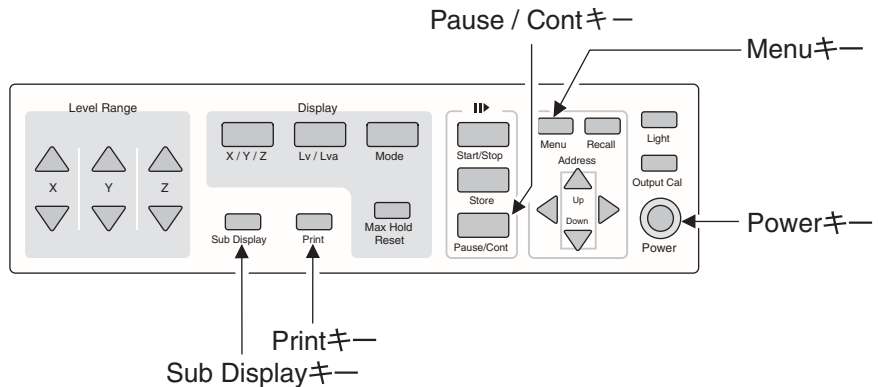 Pause / Contキー
Menuキー
Level Range
Display
X / Y / Z
Lv / Lva
Mode
Start/Stop
Menu
Recall
Light
Address
X
Y
Z
Store
Up
Output Cal
Down
Sub Display
Print
Max Hold
Reset
Pause/Cont
Power
Powerキー
Printキー
Sub Displayキー